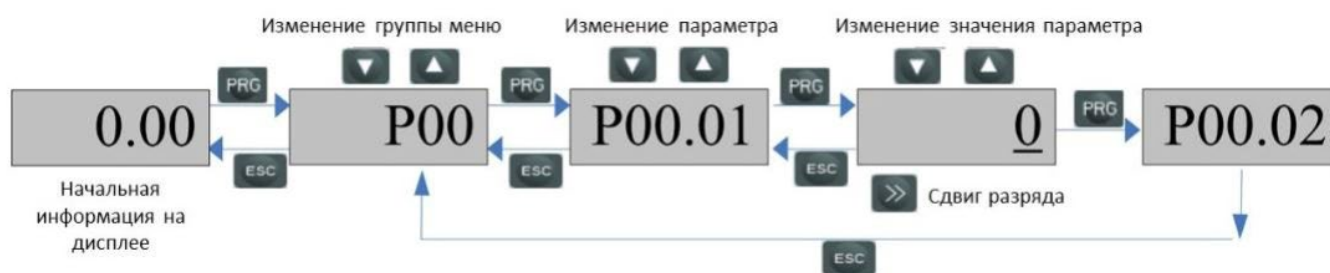 Изменение группы меню
Изменение параметра
Изменение значения параметра
PRG
PRG
PRG
PRG
0.00
P00
P00.01
0
P00.02
ESC
ESC
ESC
Начальная
информация на
дисплее
Сдвиг разряда
ESC